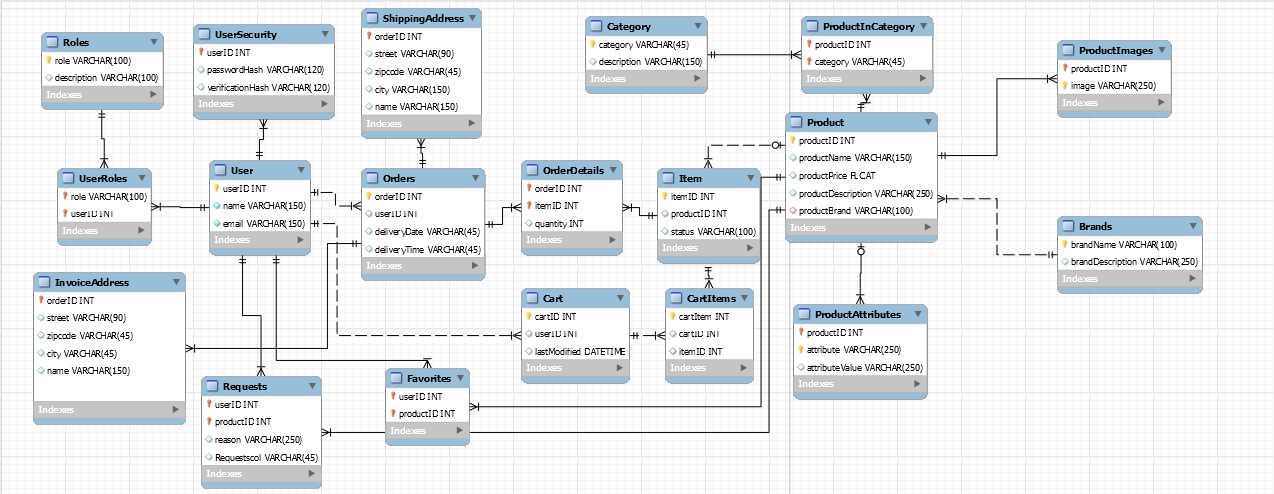 Roles
role VARCHAR(100)
description VARCHAR(100)
Indexes
UserSecurity
userID INT
passwordHash VARCHAR(120)
verificationHash VARCHAR(120)
Indexes
ShippingAddress
orderID INT
street VARCHAR(90)
zipcode VARCHAR(45)
city VARCHAR(150)
name VARCHAR(150)
Indexes
Category
category VARCHAR(45)
description VARCHAR(150)
Indexes
ProductInCategory
productID INT
category VARCHAR(45)
Indexes
ProductImages
productID INT
image VARCHAR(250)
Indexes
UserRoles
role VARCHAR(100)
userID INT
Indexes
User
userID INT
name VARCHAR(150)
email VARCHAR(150)
Indexes
Orders
orderID INT
userID INT
deliveryDate VARCHAR(45)
deliveryTime VARCHAR(45)
Indexes
OrderDetails
orderID INT
itemID INT
quantity INT
Indexes
Item
itemID INT
productID INT
status VARCHAR(100)
Indexes
Product
productID INT
productName VARCHAR(150)
productPrice FLOAT
productDescription VARCHAR(250)
productBrand VARCHAR(100)
Indexes
Brands
brandName VARCHAR(100)
brandDescription VARCHAR(250)
Indexes
InvoiceAddress
orderID INT
street VARCHAR(90)
zipcode VARCHAR(45)
city VARCHAR(45)
name VARCHAR(150)
Indexes
Cart
cartID INT
userID INT
lastModified DATETIME
Indexes
CartItems
cartItem INT
cartID INT
itemID INT
Indexes
ProductAttributes
productID INT
attribute VARCHAR(250)
attributeValue VARCHAR(250)
Indexes
Requests
userID INT
productID INT
reason VARCHAR(250)
Requestscol VARCHAR(45)
Indexes
Favorites
userID INT
productID INT
Indexes